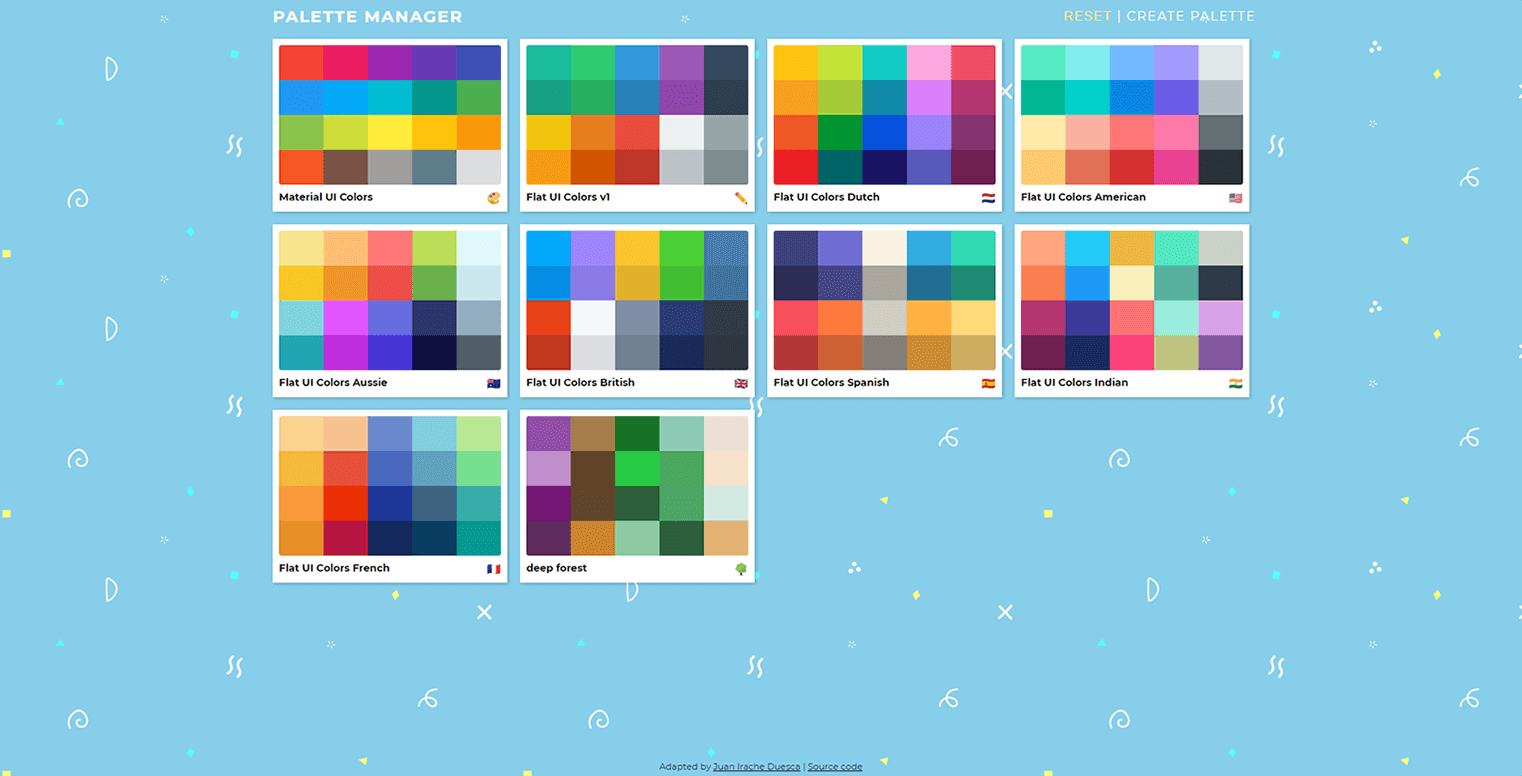 PALETTE MANAGER
RESET | CREATE PALETTE
Material UI Colors
Flat UI Colors v1
Flat UI Colors Dutch
Flat UI Colors American
Flat UI Colors Aussie
Flat UI Colors British
Flat UI Colors Spanish
Flat UI Colors Indian
Flat UI Colors French
deep forest
Adapted by Juan Irache Duesca | Source code